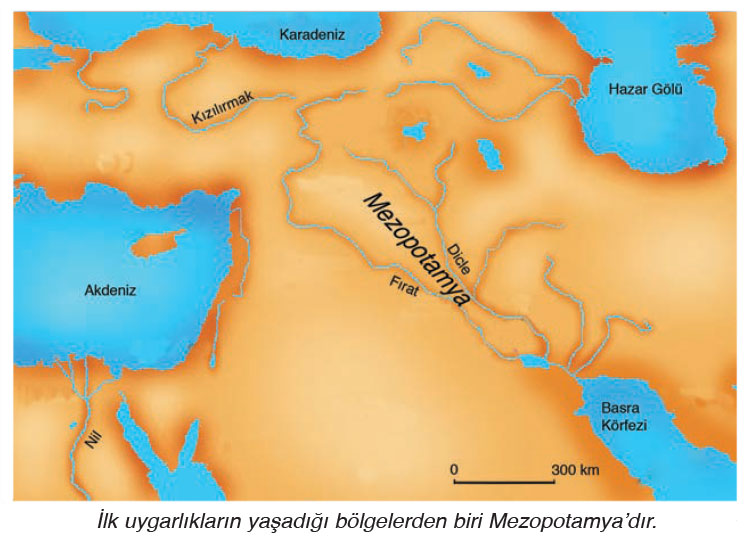 Karadeniz
Hazar Gölü
Kızılırmak
Mezopotamya
Dicle
Fırat
Akdeniz
Nil
Basra
Körfezi
0 300 km
İlk uygarlıkların yaşadığı bölgelerden biri Mezopotamya'dır.